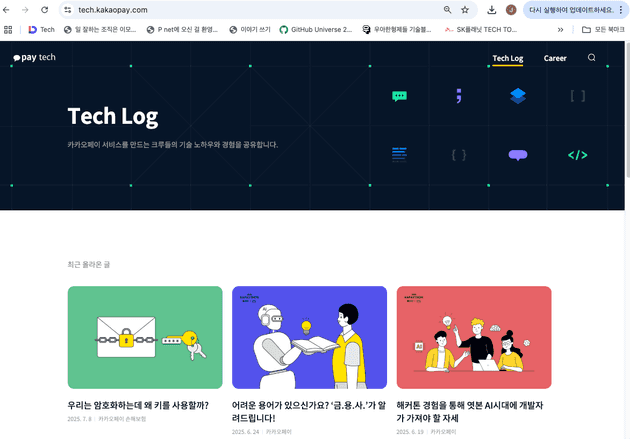 tech.kakaopay.com
다시 실행하여 업데이트하세요.
Tech
일 잘하는 조직은 이모...
P net에 오신 걸 환영...
이야기 쓰기
GitHub Universe 2...
우아한형제들 기술블...
SK플래닛 TECH TO...
모든 북마크
pay tech
Tech Log
Career
Tech Log
카카오페이 서비스를 만드는 크루들의 기술 노하우와 경험을 공유합니다.
최근 올라온 글
AI
우리는 암호화하는데 왜 키를 사용할까?
2025. 7. 8 카카오페이 손해보험
어려운 용어가 있으신가요? ‘금.융.사.’가 알
려드립니다!
2025. 6. 24 카카오페이
해커톤 경험을 통해 엿본 AI시대에 개발자
가 가져야 할 자세
2025. 6. 19 카카오페이